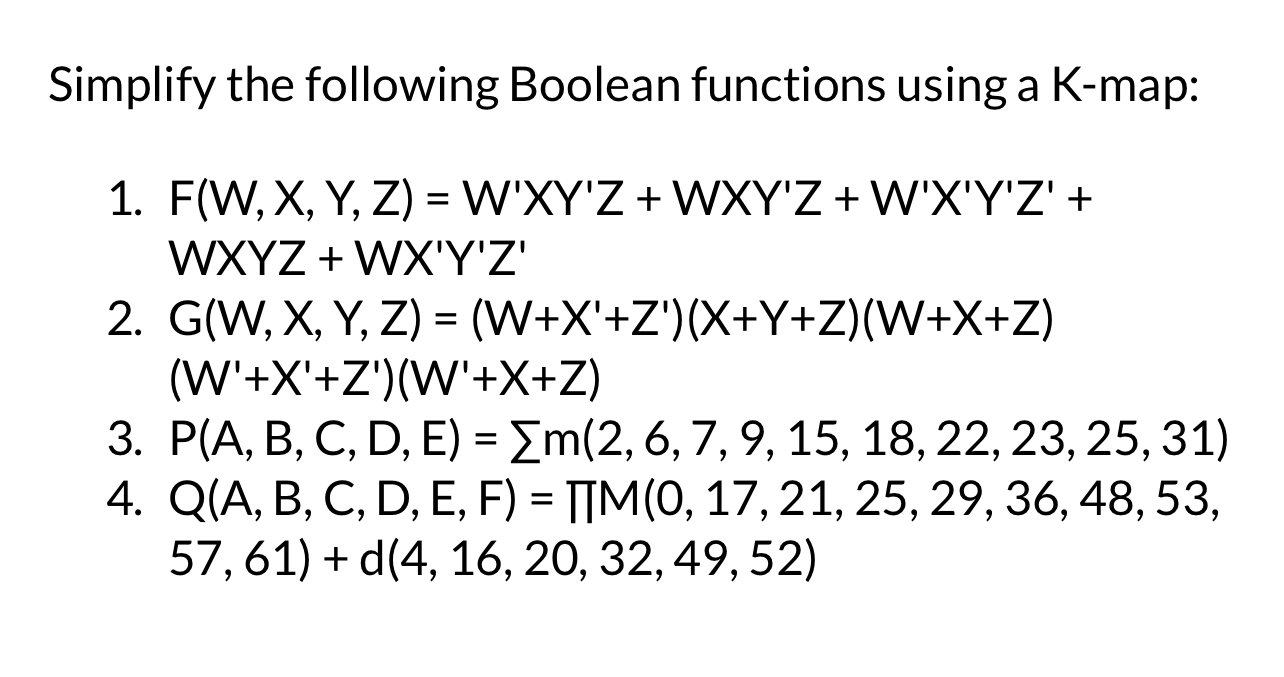 Simplify the following Boolean functions using a K-map:
1. F(W, X, Y, Z) = W'XY'Z + WXY'Z + W'X'Y'Z' +
WXYZ + WX'Y'Z'
2. G(W, X, Y, Z) = (W+X'+Z')(X+Y+Z)(W+X+Z)
(W'+X'+Z')(W'+X+Z)
3. P(A, B, C, D, E) = ∑m(2, 6, 7, 9, 15, 18, 22, 23, 25, 31)
4. Q(A, B, C, D, E, F) = ∏M(0, 17, 21, 25, 29, 36, 48, 53,
57, 61) + d(4, 16, 20, 32, 49, 52)